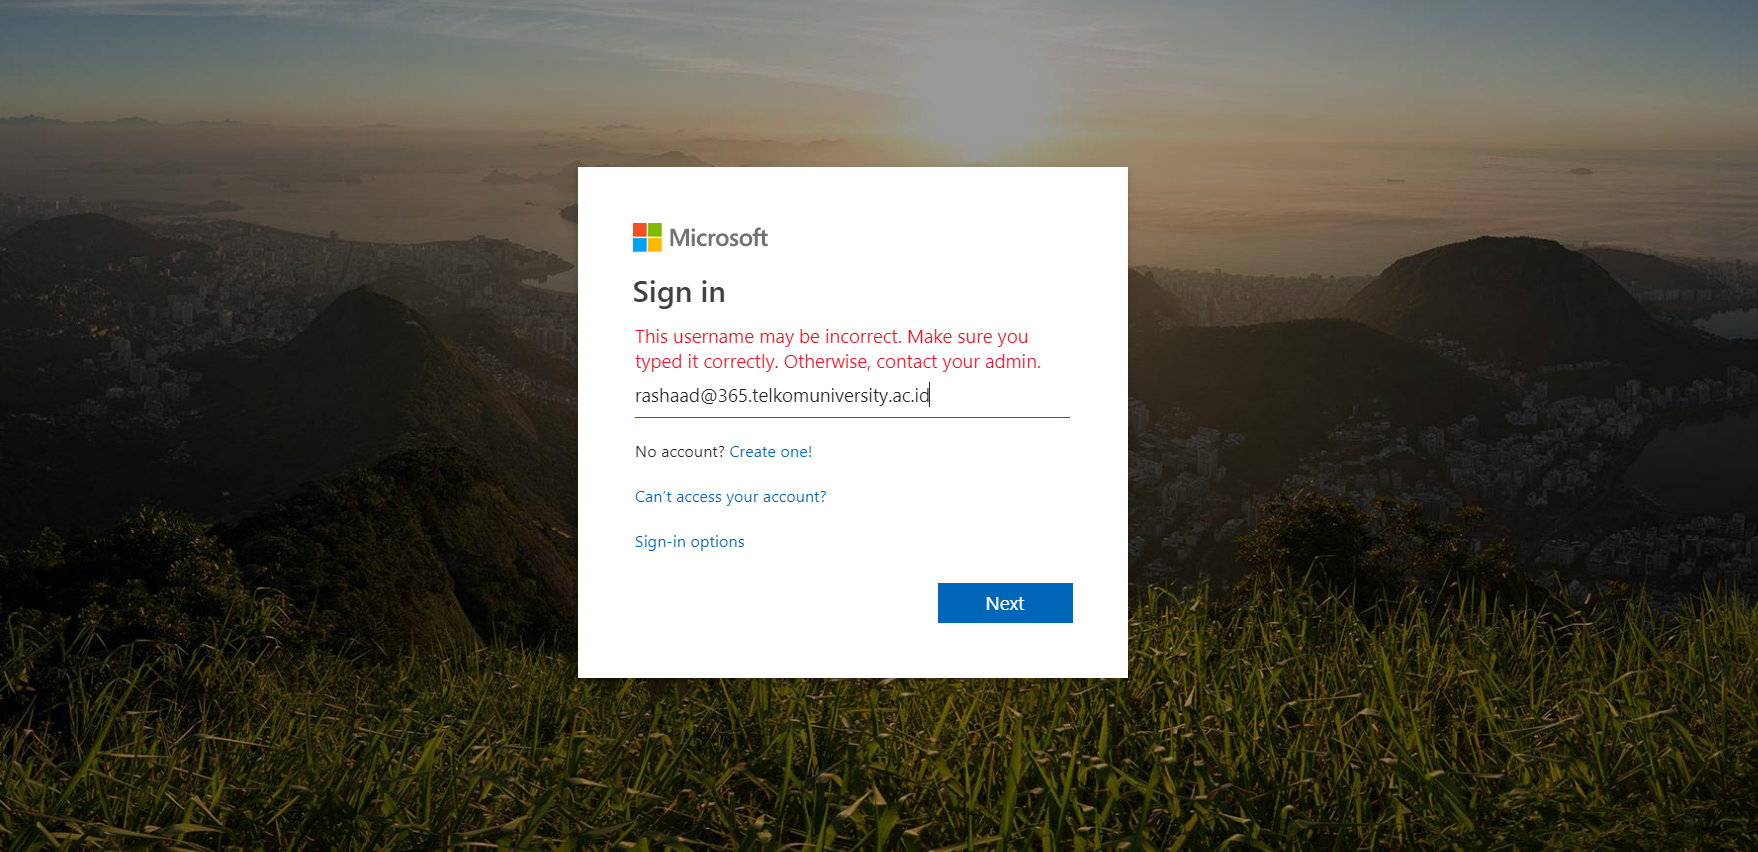 Microsoft
Sign in
This username may be incorrect. Make sure you
typed it correctly. Otherwise, contact your admin.
rashaad@365.telkomuniversity.ac.id
No account? Create one!
Can’t access your account?
Sign-in options
Next